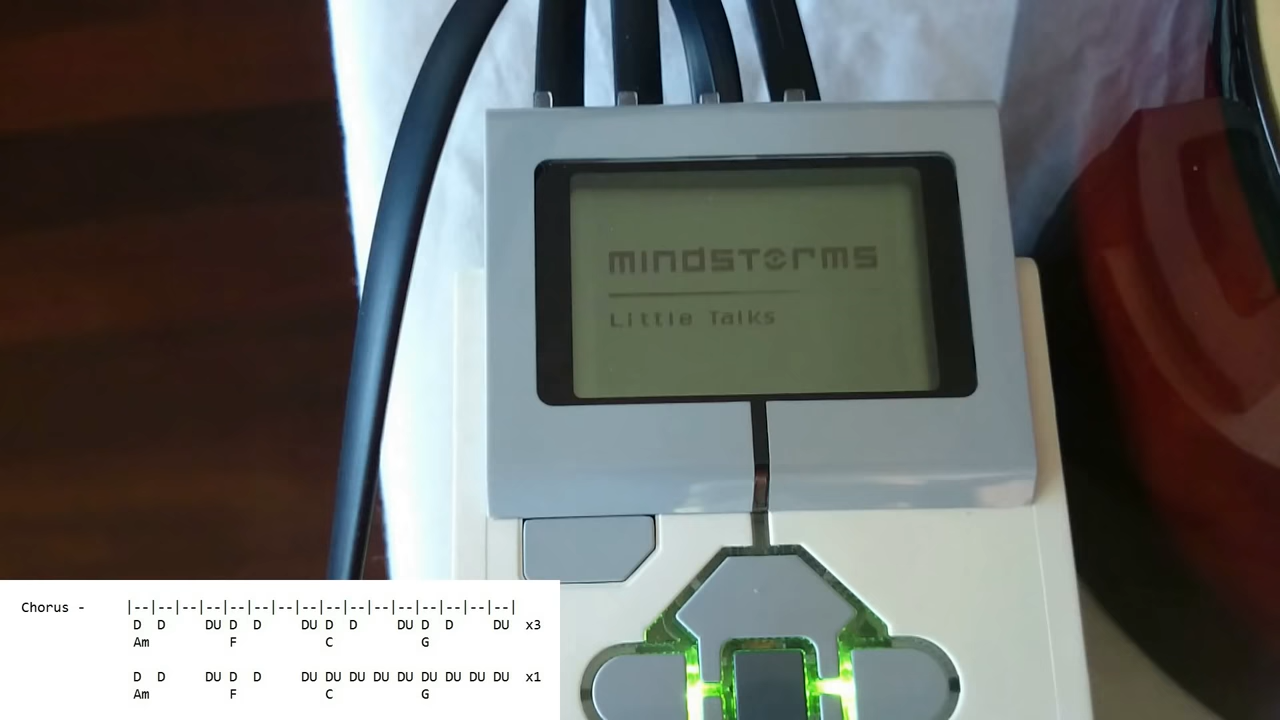 mindstorms
Little Talks
Chorus -     |--|--|--|--|--|--|--|--|--|--|--|--|--|--|--|--|
D  D     DU D  D     DU D  D     DU D  D     DU  x3
Am          F           C           G
D  D     DU D  D     DU DU DU DU DU DU DU DU DU  x1
Am          F           C           G